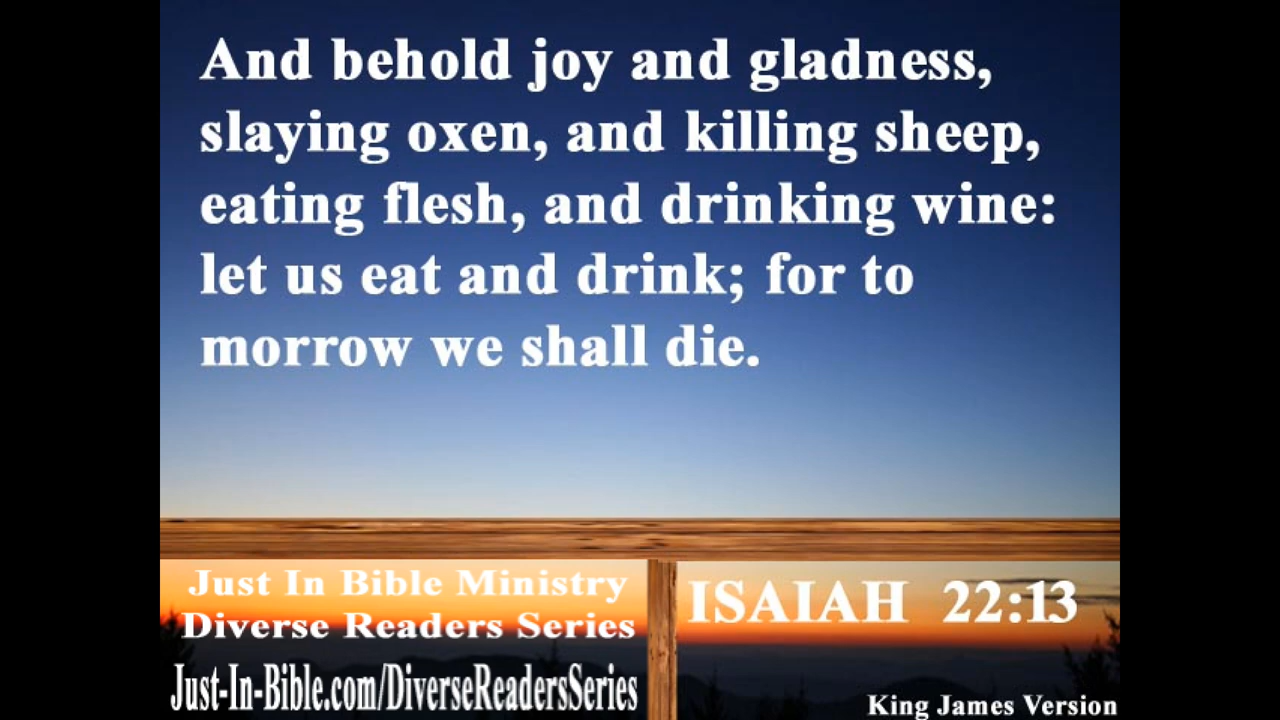 And behold joy and gladness,
slaying oxen, and killing sheep,
eating flesh, and drinking wine:
let us eat and drink; for to
morrow we shall die.
Just In Bible Ministry
Diverse Readers Series
Just-In-Bible.com/DiverseReadersSeries
ISAIAH 22:13
King James Version